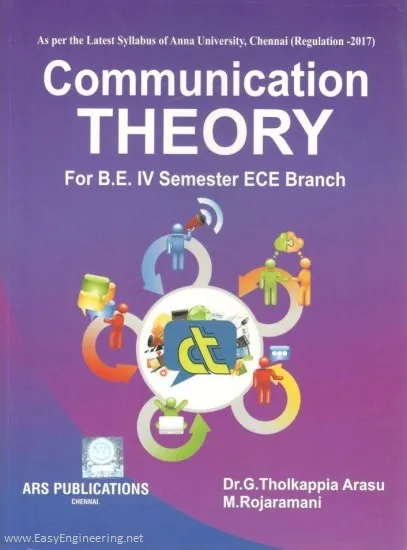 As per the Latest Syllabus of Anna University, Chennai (Regulation -2017)
Communication
THEORY
For B.E. IV Semester ECE Branch
ct
Dr.G.Tholkappia Arasu
M.Rojaramani
ARS PUBLICATIONS
CHENNAI
www.EasyEngineering.net